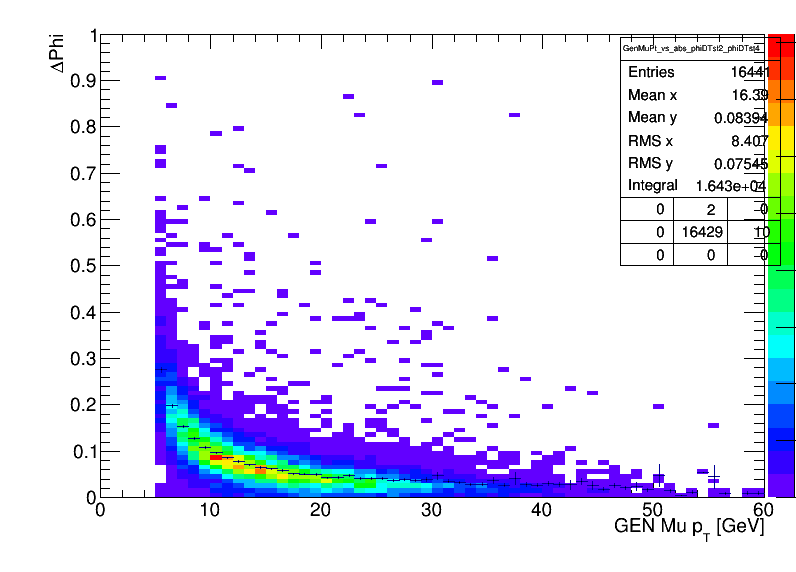 GenMuPt_vs_abs_phiDTst2_phiDTst4
Entries 16441
Mean x 16.39
Mean y 0.08394
RMS x 8.407
RMS y 0.07545
Integral 1.643e+04
0 2 0
0 16429 10
0 0 0
ΔPhi
1
0.9
0.8
0.7
0.6
0.5
0.4
0.3
0.2
0.1
0
0 10 20 30 40 50 60
GEN Mu p_T [GeV]